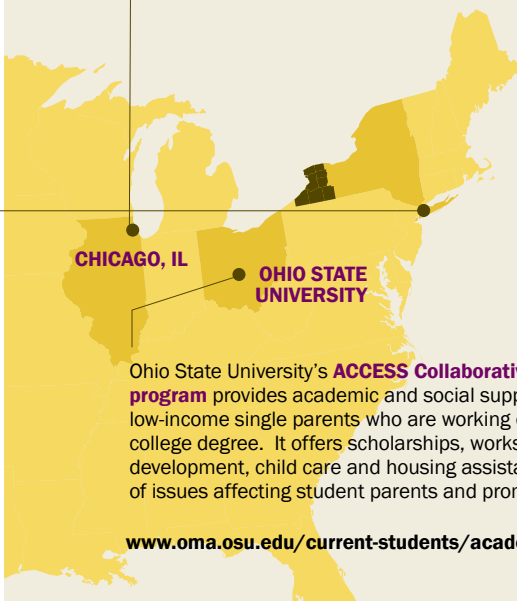 CHICAGO, IL
OHIO STATE
UNIVERSITY
Ohio State University's ACCESS Collaborativ
program provides academic and social supp
low-income single parents who are working
college degree. It offers scholarships, works
development, child care and housing assista
of issues affecting student parents and pron
www.oma.osu.edu/current-students/acad